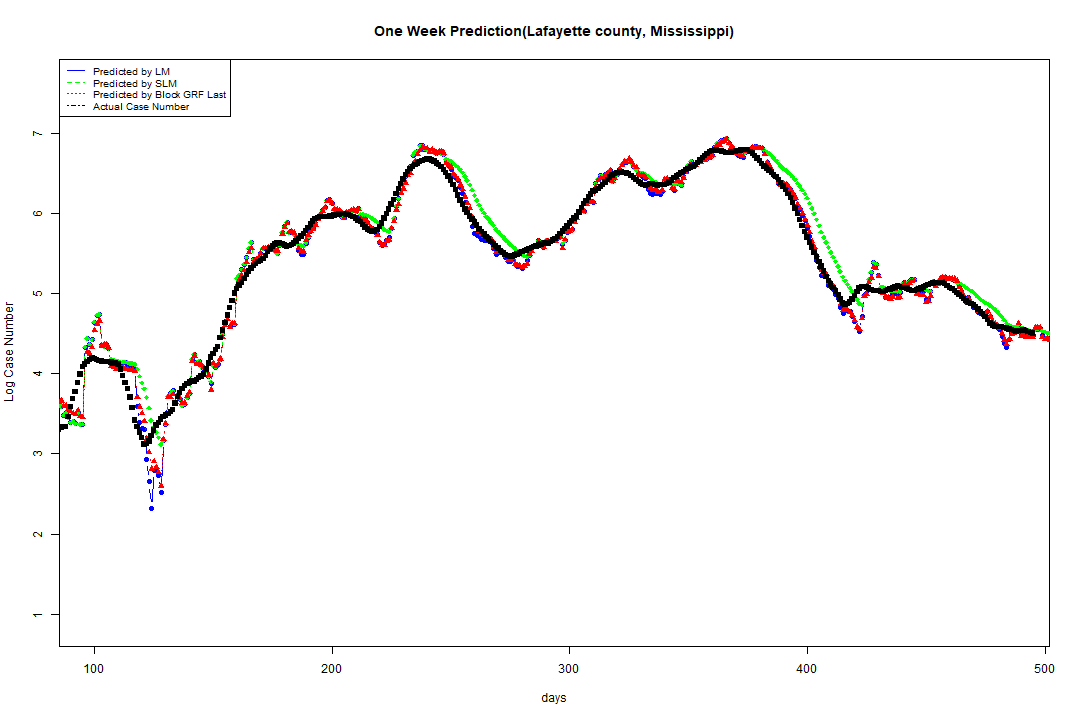 One Week Prediction(Lafayette county, Mississippi)
Predicted by LM
Predicted by SLM
Predicted by Block GRF Last
Actual Case Number
7
6
5
4
3
2
1
Log Case Number
100 200 300 400 500
days